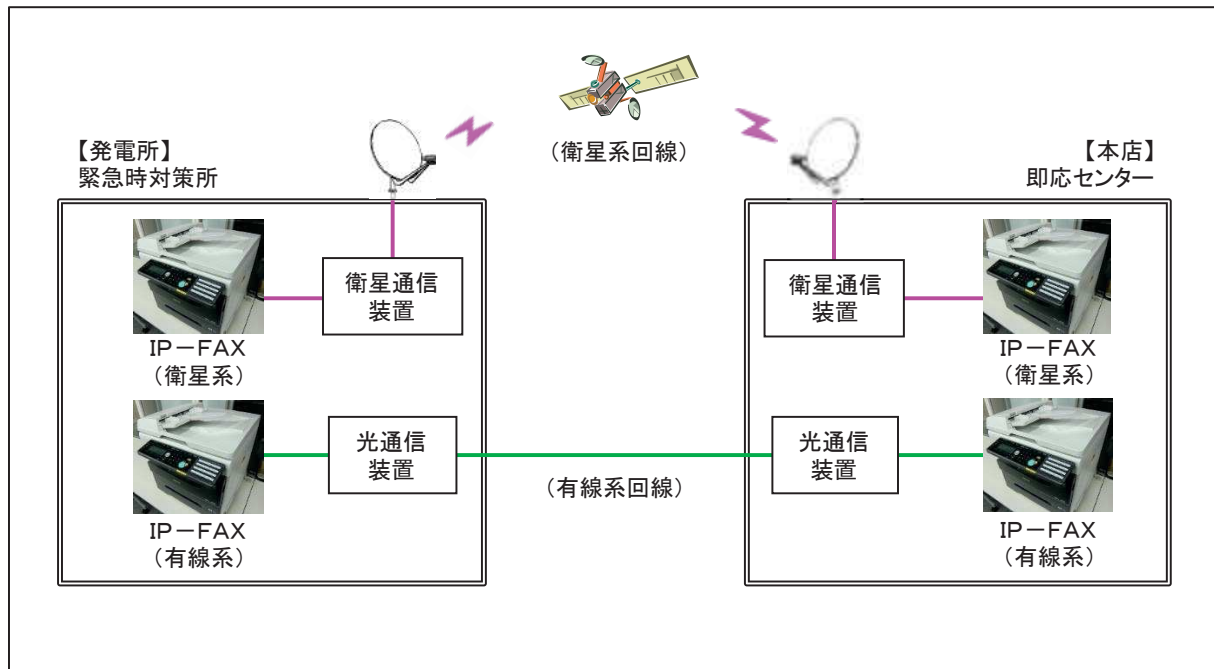 (衛星系回線)
【発電所】
緊急時対策所
【本店】
即応センター
衛星通信
装置
IP－FAX
(衛星系)
衛星通信
装置
IP－FAX
(衛星系)
光通信
装置
IP－FAX
(有線系)
(有線系回線)
光通信
装置
IP－FAX
(有線系)